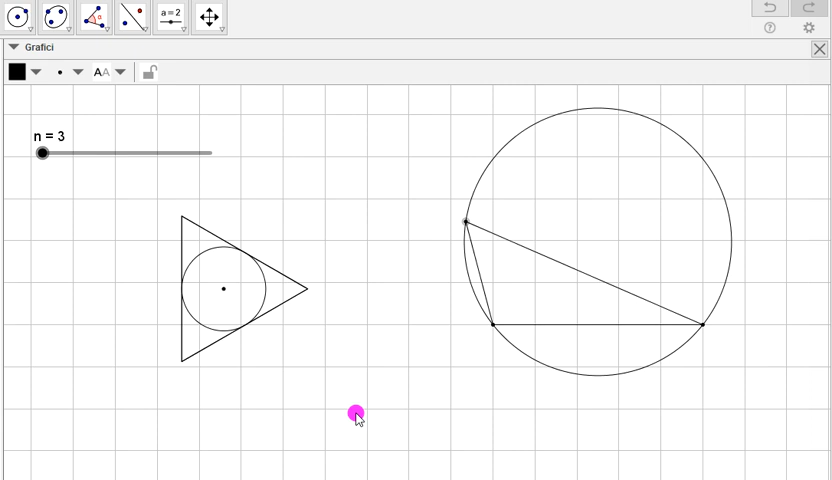 a = 2
Grafici
AA
n = 3